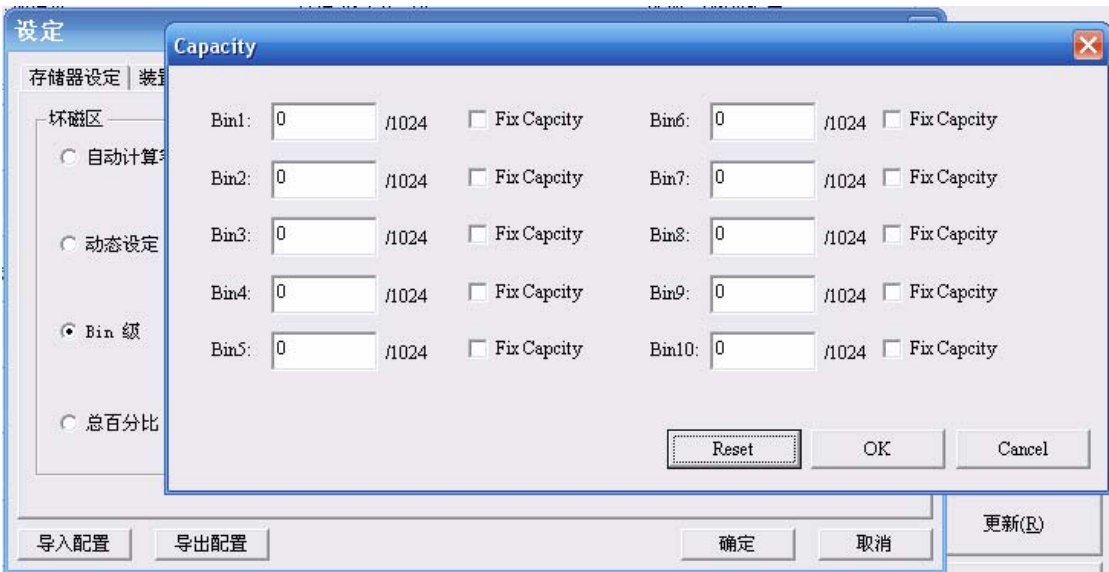 设定
Capacity
存储器设定
坏磁区
Bin1: 0 /1024 Fix Capcity Bin6: 0 /1024 Fix Capcity
自动计算
Bin2: 0 /1024 Fix Capcity Bin7: 0 /1024 Fix Capcity
动态设定
Bin3: 0 /1024 Fix Capcity Bin8: 0 /1024 Fix Capcity
Bin4: 0 /1024 Fix Capcity Bin9: 0 /1024 Fix Capcity
Bin 级
Bin5: 0 /1024 Fix Capcity Bin10: 0 /1024 Fix Capcity
总百分比
Reset OK Cancel
更新(R)
导入配置 导出配置 确定 取消